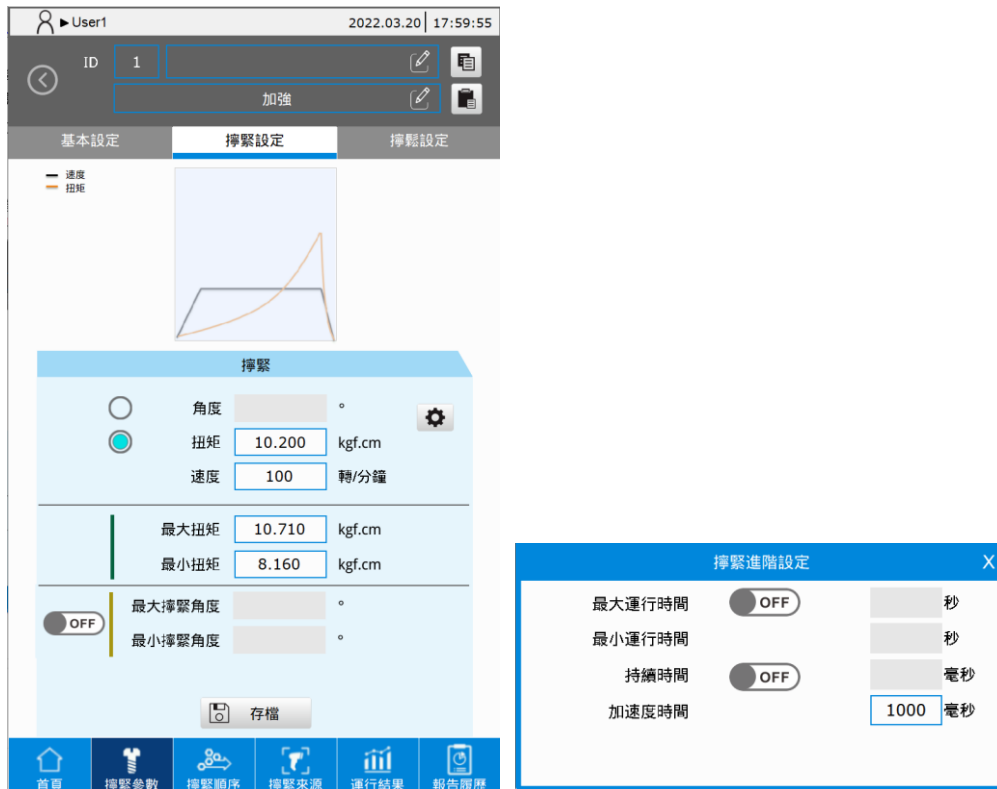 ►User1 2022.03.20 17:59:55
ID 1
加強
基本設定 擰緊設定 擰鬆設定
速度
扭矩
擰緊
角度 °
扭矩 10.200 kgf.cm
速度 100 轉/分鐘
最大扭矩 10.710 kgf.cm
最小扭矩 8.160 kgf.cm
最大擰緊角度 °
OFF
最小擰緊角度 °
存檔
首頁 擰緊參數 擰緊順序 擰緊來源 運行結果 報告履歷
擰緊進階設定 X
最大運行時間 OFF 秒
最小運行時間 秒
持續時間 OFF 毫秒
加速度時間 1000 毫秒